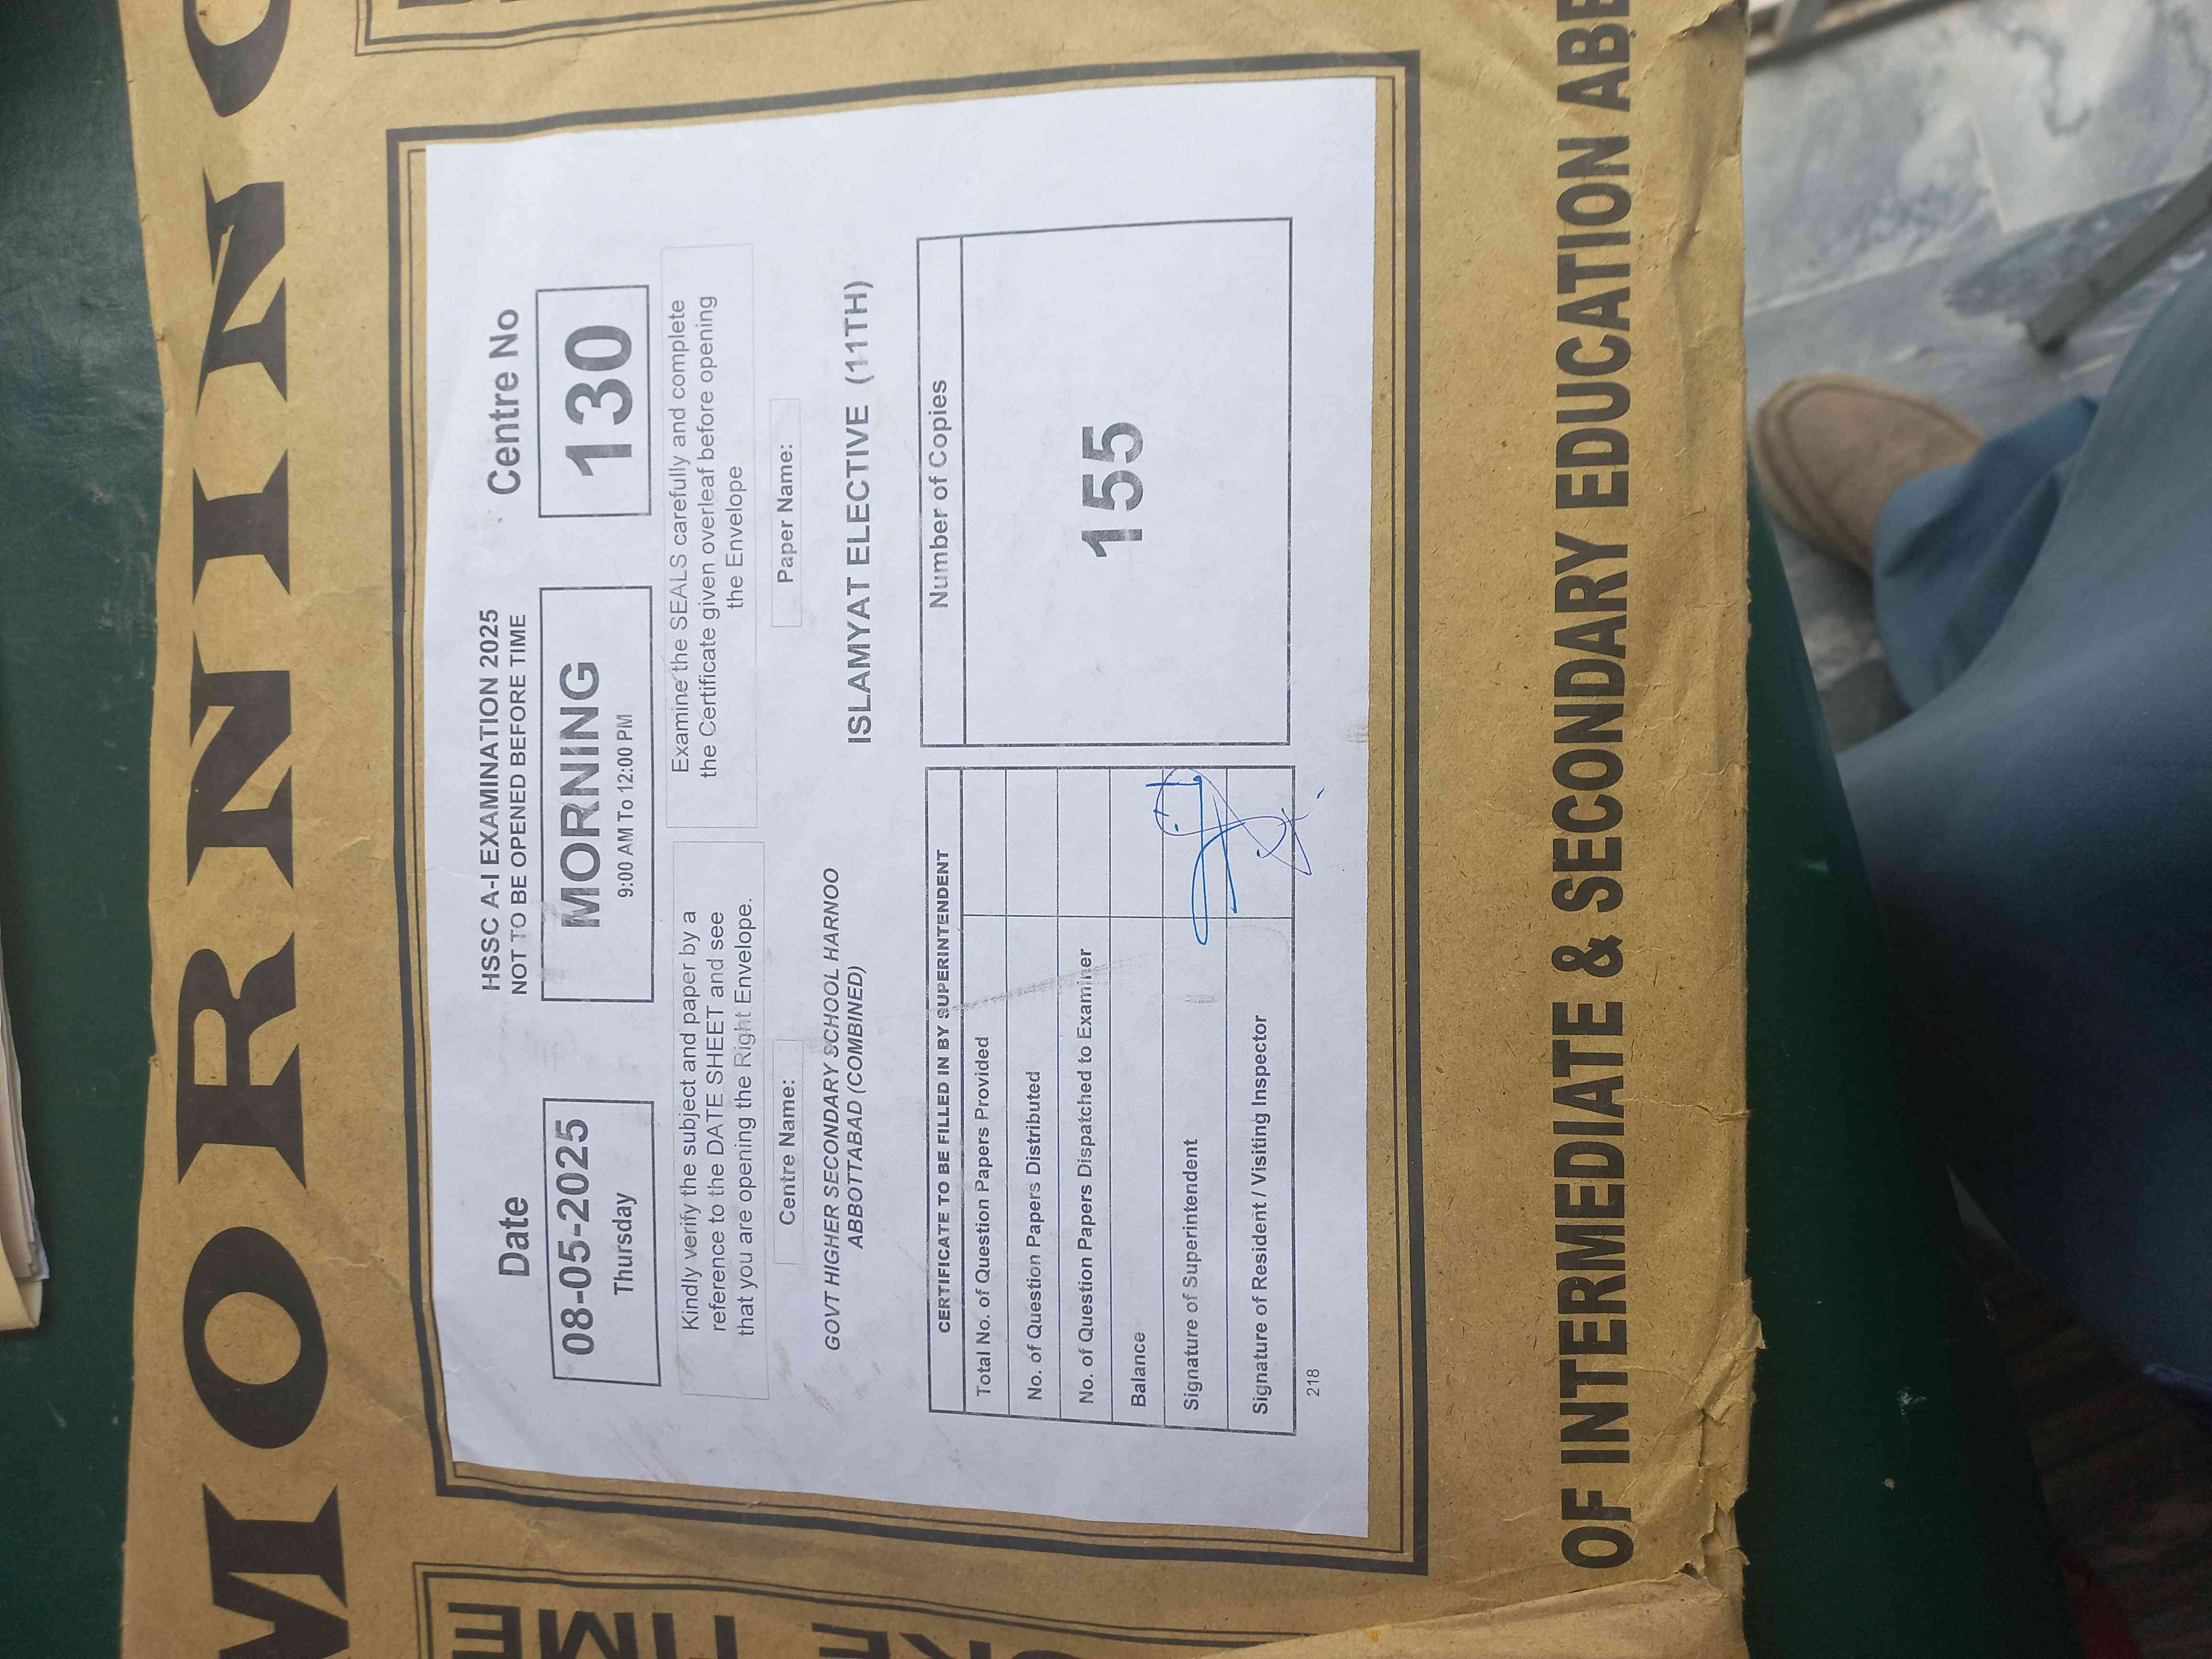 MORNING
HSSC A-I EXAMINATION 2025
NOT TO BE OPENED BEFORE TIME
Date
08-05-2025
Thursday
MORNING
9:00 AM To 12:00 PM
Centre No
130
Kindly verify the subject and paper by a
reference to the DATE SHEET and see
that you are opening the Right Envelope.
Examine the SEALS carefully and complete
the Certificate given overleaf before opening
the Envelope
Centre Name:
GOVT HIGHER SECONDARY SCHOOL HARNOO
ABBOTTABAD (COMBINED)
Paper Name:
ISLAMYAT ELECTIVE (11TH)
CERTIFICATE TO BE FILLED IN BY SUPERINTENDENT
Total No. of Question Papers Provided
No. of Question Papers Distributed
No. of Question Papers Dispatched to Examiner
Balance
Signature of Superintendent
Signature of Resident / Visiting Inspector
Number of Copies
155
218
OF INTERMEDIATE & SECONDARY EDUCATION ABB
TIME